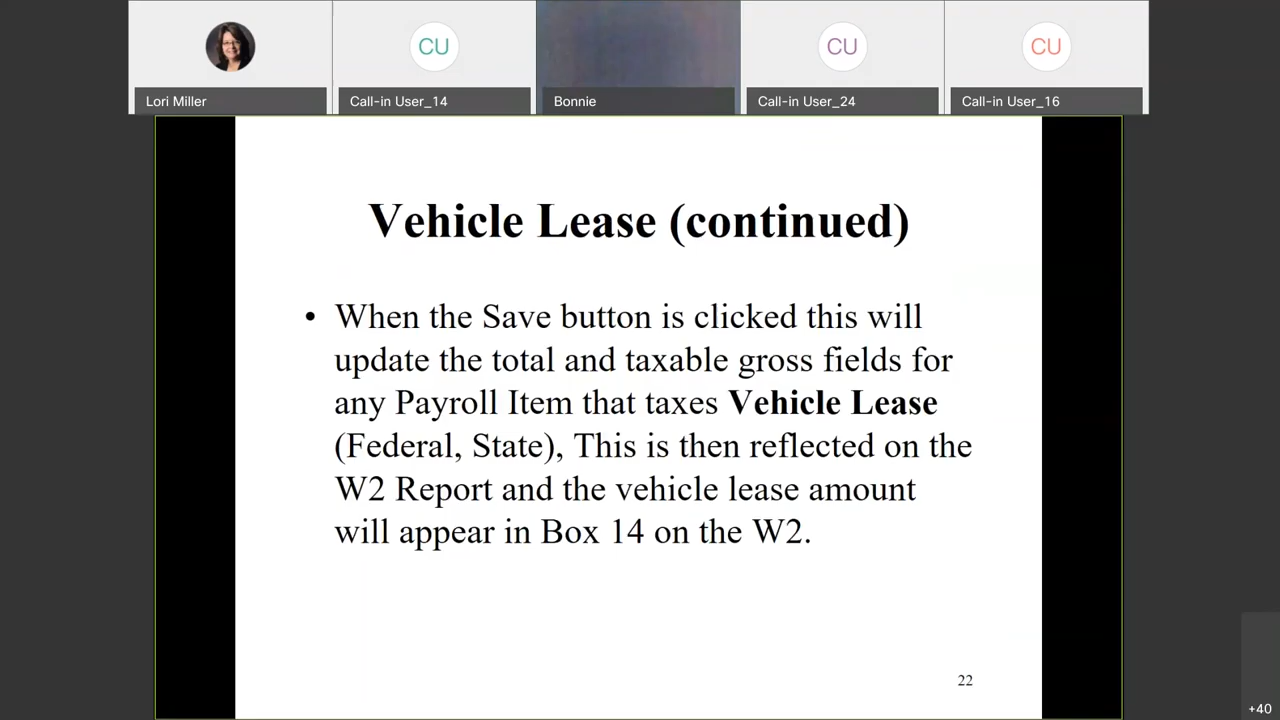 CU
CU
CU
Lori Miller
Call-in User_14
Bonnie
Call-in User_24
Call-in User_16
Vehicle Lease (continued)
• When the Save button is clicked this will
update the total and taxable gross fields for
any Payroll Item that taxes Vehicle Lease
(Federal, State), This is then reflected on the
W2 Report and the vehicle lease amount
will appear in Box 14 on the W2.
22
+40